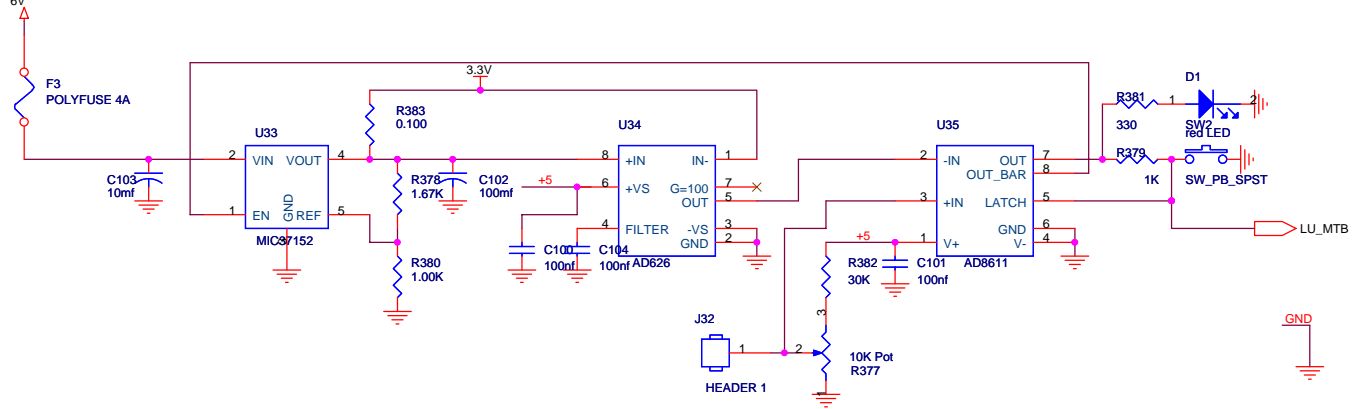 6V
F3
POLYFUSE 4A
C103
10mf
U33
2
VIN
VOUT
4
1
EN
GND
REF
5
3
MIC37152
3.3V
R383
0.100
R378
1.67K
C102
100mf
R380
1.00K
U34
8
+IN
IN-
1
+5
6
+VS
G=100
7
OUT
5
4
FILTER
-VS
3
GND
2
AD626
C100
100nf
C104
100nf
U35
2
-IN
OUT
7
OUT_BAR
8
3
+IN
LATCH
5
GND
6
+5
1
V+
V-
4
AD8611
R382
30K
C101
100nf
J32
1
HEADER 1
2
3
1
10K Pot
R377
R381
330
D1
1
2
red LED
SW2
R379
1K
SW_PB_SPST
LU_MTB
GND